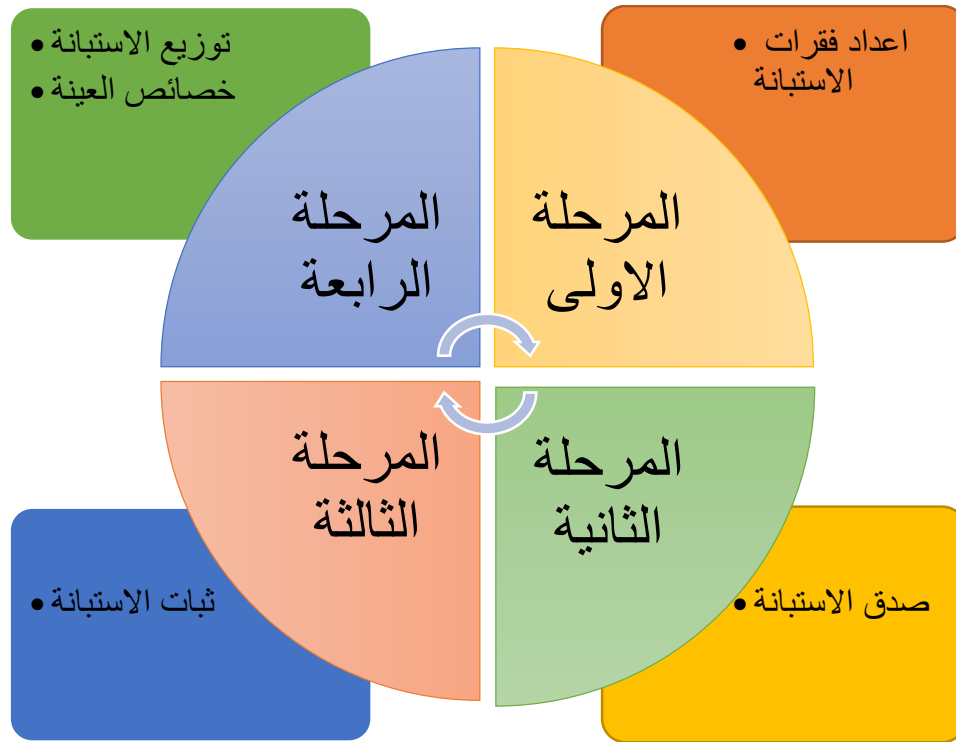 اعداد فقرات •
الاستبانة
المرحلة
الاولى
المرحلة
الثانية
صدق الاستبانة •
المرحلة
الثالثة
ثبات الاستبانة •
المرحلة
الرابعة
توزيع الاستبانة •
خصائص العينة •